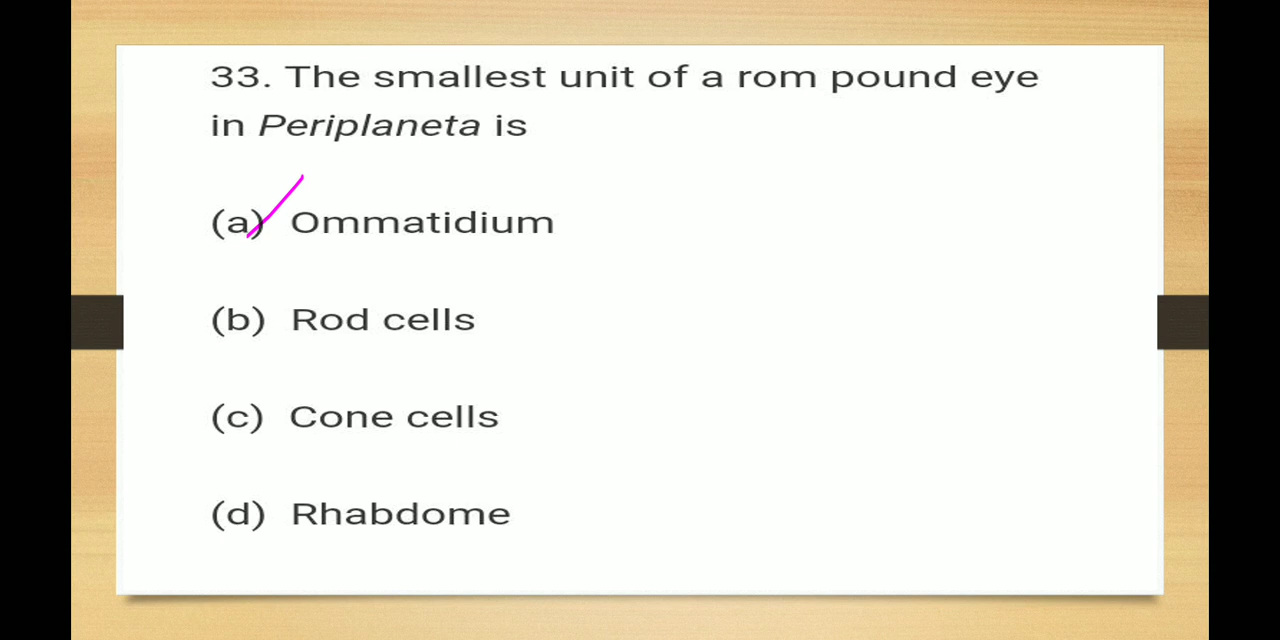 33. The smallest unit of a rom pound eye
in Periplaneta is
(a) Ommatidium
(b) Rod cells
(c) Cone cells
(d) Rhabdome